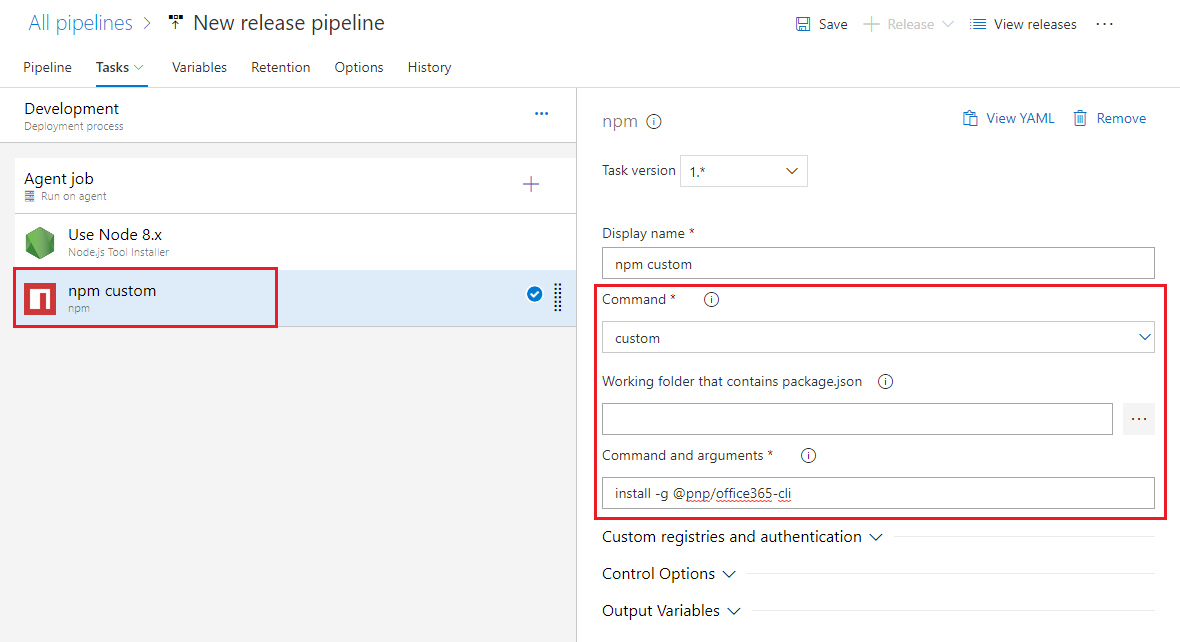 All pipelines > New release pipeline
Save
Release
View releases
...
Pipeline
Tasks
Variables
Retention
Options
History
Development
Deployment process
...
Agent job
Run on agent
Use Node 8.x
Node.js Tool Installer
npm custom
npm
npm
View YAML
Remove
Task version
1.*
Display name *
npm custom
Command *
custom
Working folder that contains package.json
...
Command and arguments *
install -g @pnp/office365-cli
Custom registries and authentication
Control Options
Output Variables